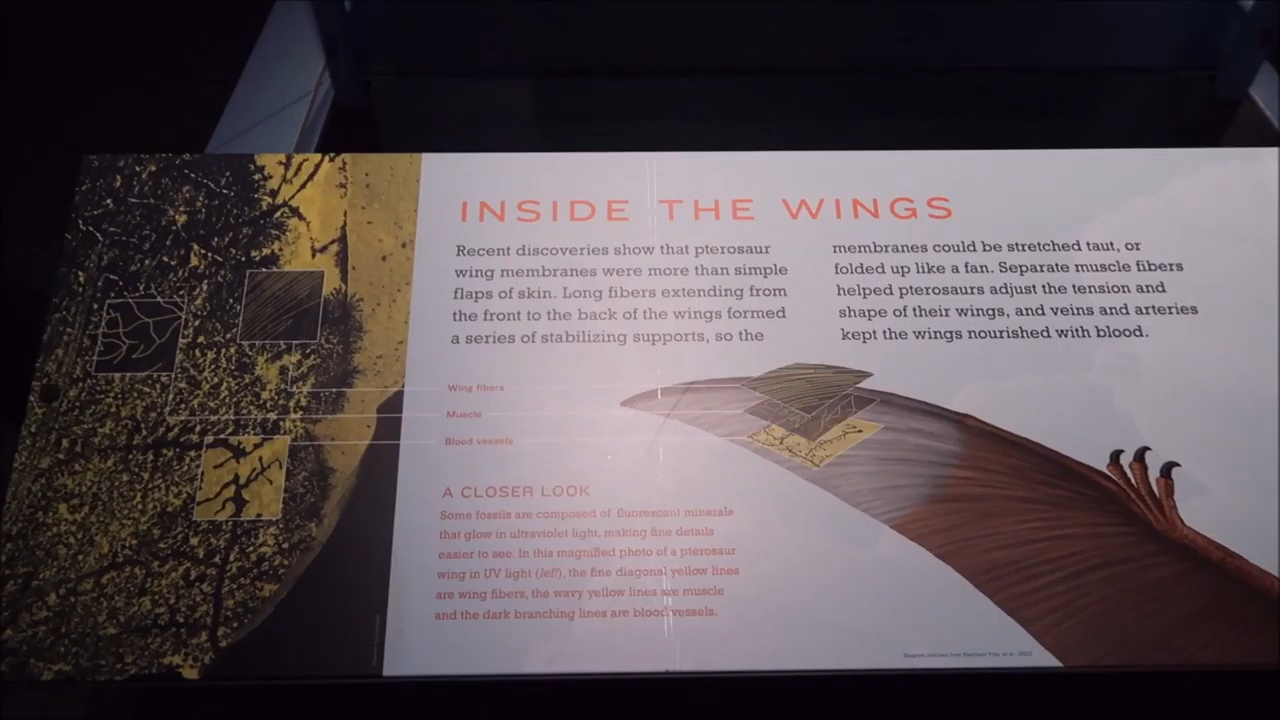 INSIDE THE WINGS
Recent discoveries show that pterosaur
wing membranes were more than simple
flaps of skin. Long fibers extending from
the front to the back of the wings formed
a series of stabilizing supports, so the
membranes could be stretched taut, or
folded up like a fan. Separate muscle fibers
helped pterosaurs adjust the tension and
shape of their wings, and veins and arteries
kept the wings nourished with blood.
Wing fibers
Muscle
Blood vessels
A CLOSER LOOK
Some fossils are composed of fluorescent minerals
that glow in ultraviolet light, making fine details
easier to see. In this magnified photo of a pterosaur
wing in UV light (left), the fine diagonal yellow lines
are wing fibers, the wavy yellow lines are muscle
and the dark branching lines are blood vessels.